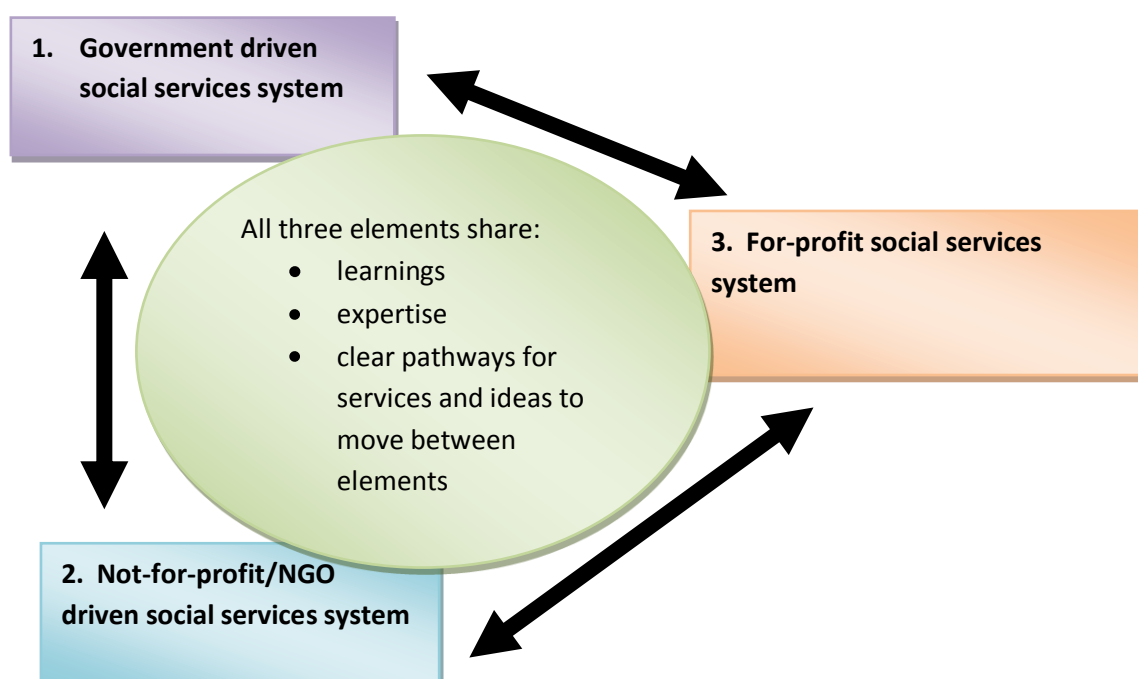 1. Government driven
social services system
All three elements share:
• learnings
• expertise
• clear pathways for
services and ideas to
move between
elements
3. For-profit social services
system
2. Not-for-profit/NGO
driven social services system